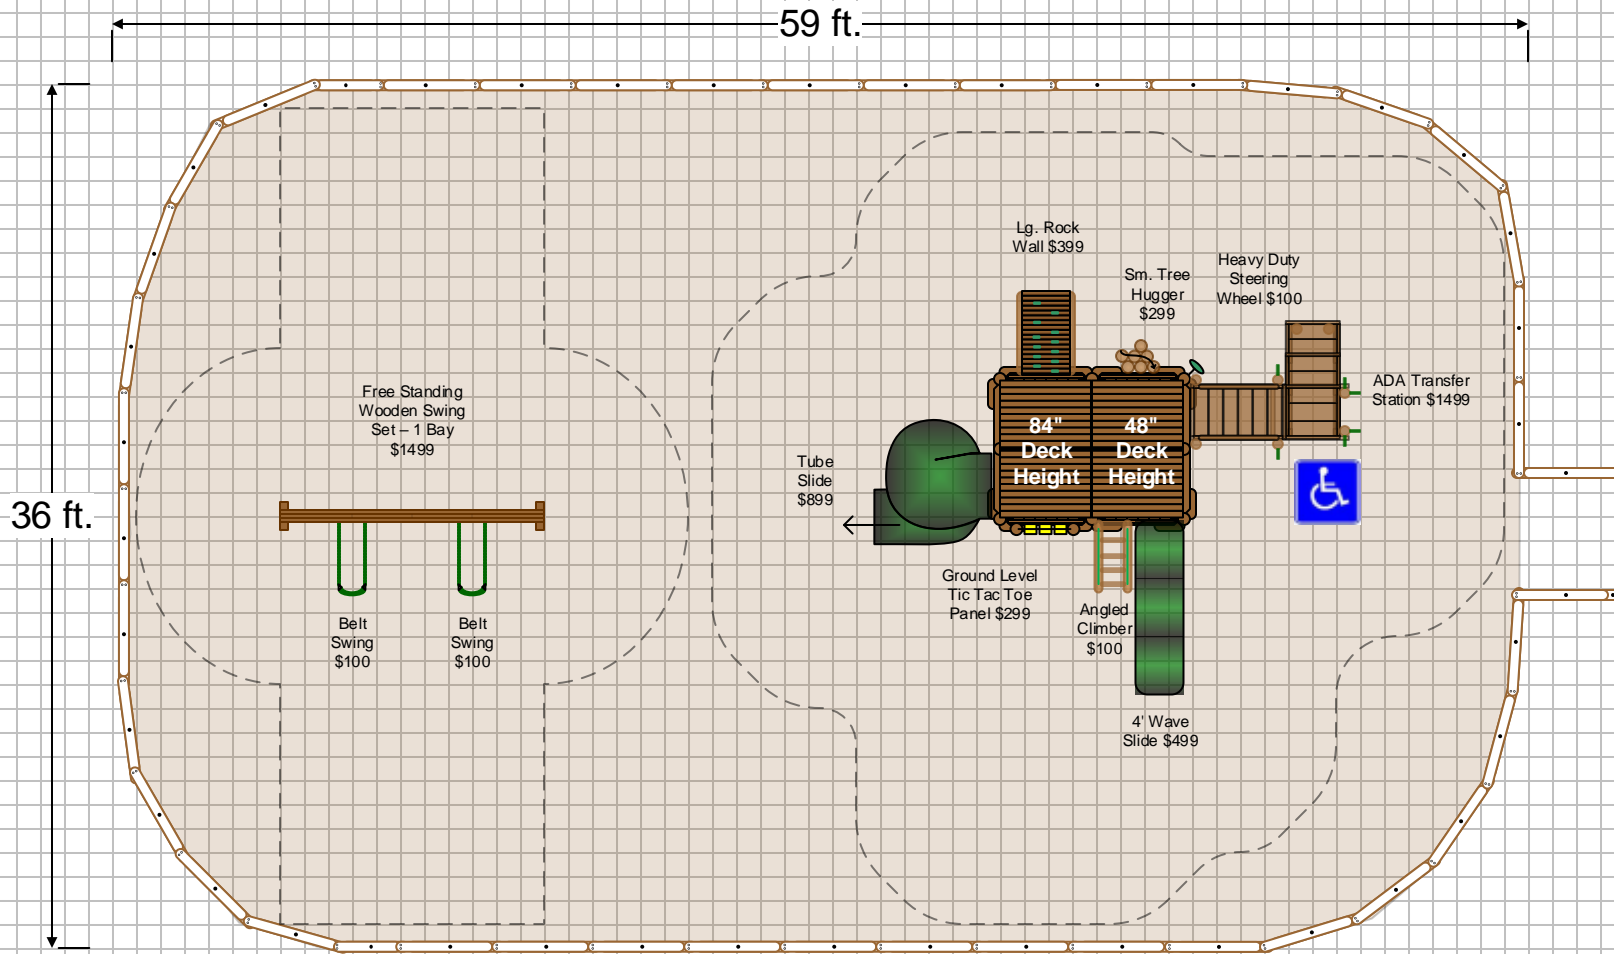 59 ft.
36 ft.
Lg. Rock
Wall $399
Sm. Tree
Hugger
$299
Heavy Duty
Steering
Wheel $100
ADA Transfer
Station $1499
Free Standing
Wooden Swing
Set – 1 Bay
$1499
84"
Deck
Height
48"
Deck
Height
Tube
Slide
$899
Ground Level
Tic Tac Toe
Panel $299
Angled
Climber
$100
Belt
Swing
$100
Belt
Swing
$100
4' Wave
Slide $499